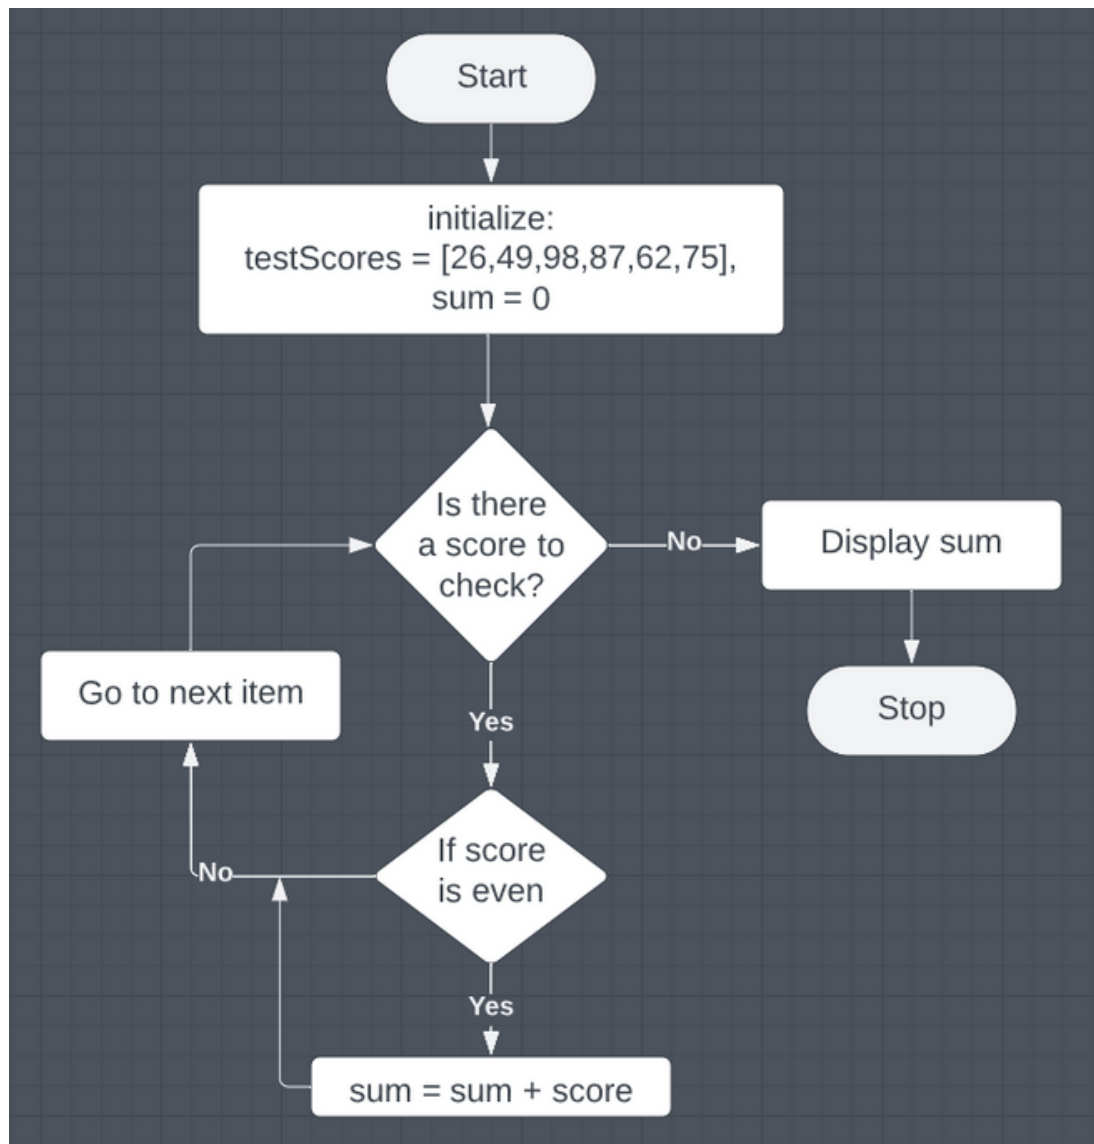 Start
initialize:
testScores = [26,49,98,87,62,75],
sum = 0
Is there
a score to
check?
No
Display sum
Go to next item
Yes
Stop
If score
is even
No
Yes
sum = sum + score